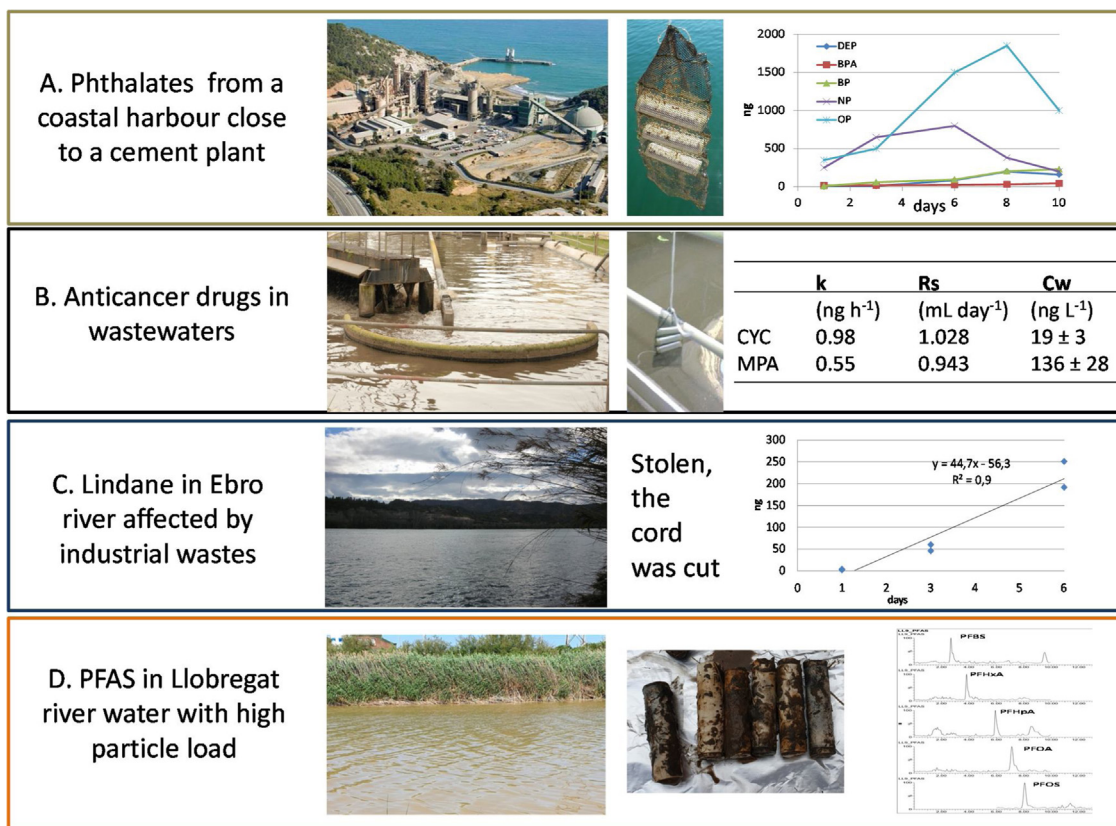 A. Phthalates from a
coastal harbour close
to a cement plant
2000
1500
1000
500
0
ng
0 2 4 6 8 10
days
DEP
BPA
BP
NP
OP
B. Anticancer drugs in
wastewaters
k Rs Cw
(ng h⁻¹) (mL day⁻¹) (ng L⁻¹)
CYC 0.98 1.028 19 ± 3
MPA 0.55 0.943 136 ± 28
C. Lindane in Ebro
river affected by
industrial wastes
Stolen,
the
cord
was cut
300
250
200
150
100
50
0
ng
y = 44,7x - 56,3
R² = 0,9
0 1 2 3 4 5 6
days
D. PFAS in Llobregat
river water with high
particle load
PFBS
PFHxA
PFHpA
PFOA
PFOS